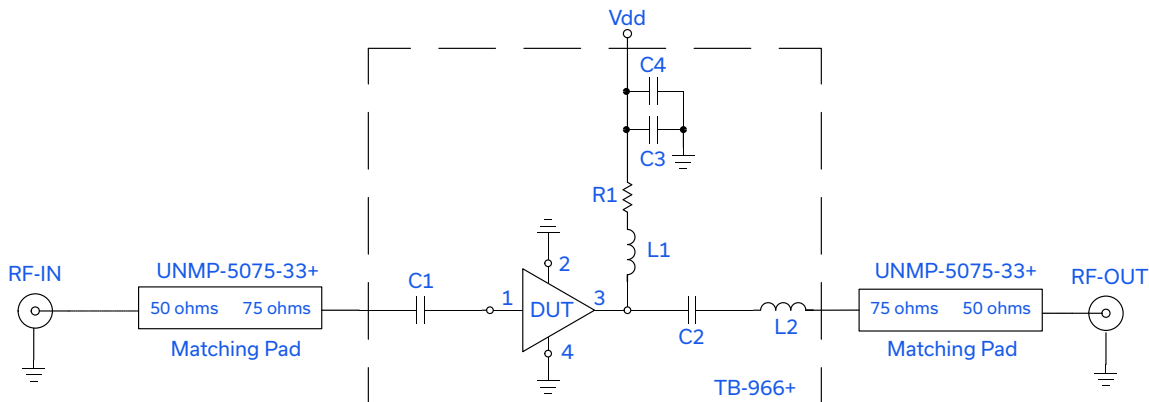 Vdd
C4
C3
R1
L1
RF-IN
UNMP-5075-33+
50 ohms 75 ohms
Matching Pad
C1
1
2
DUT
3
4
C2
L2
UNMP-5075-33+
75 ohms 50 ohms
Matching Pad
RF-OUT
TB-966+